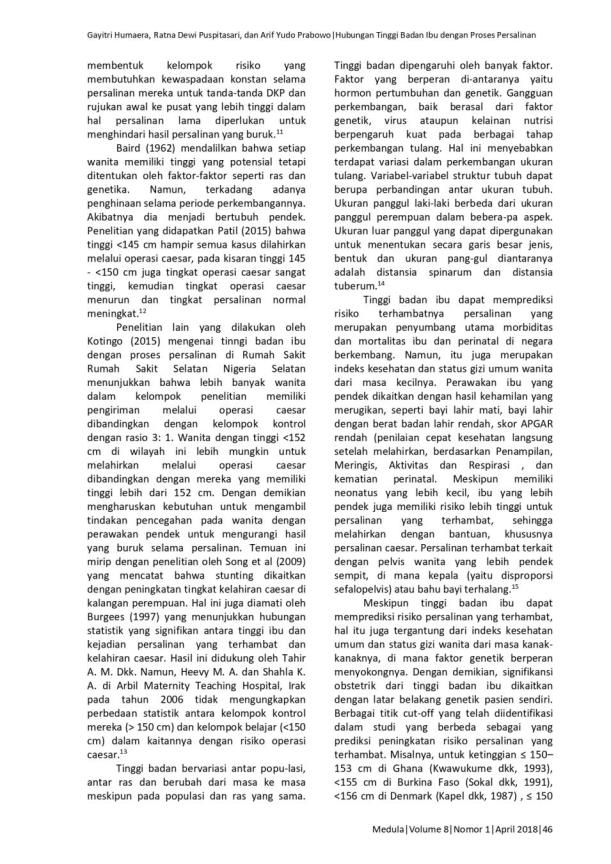 Gayitri Humaera, Ratna Dewi Puspitasari, dan Arif Yudo Prabowo|Hubungan Tinggi Badan Ibu dengan Proses Persalinan
membentuk kelompok risiko yang
membutuhkan kewaspadaan konstan selama
persalinan mereka untuk tanda-tanda DKP dan
rujukan awal ke pusat yang lebih tinggi dalam
hal persalinan lama diperlukan untuk
menghindari hasil persalinan yang buruk.11
Baird (1962) mendalilkan bahwa setiap
wanita memiliki tinggi yang potensial tetapi
ditentukan oleh faktor-faktor seperti ras dan
genetika. Namun, terkadang adanya
penghinaan selama periode perkembangannya.
Akibatnya dia menjadi bertubuh pendek.
Penelitian yang didapatkan Patil (2015) bahwa
tinggi <145 cm hampir semua kasus dilahirkan
melalui operasi caesar, pada kisaran tinggi 145
- <150 cm juga tingkat operasi caesar sangat
tinggi, kemudian tingkat operasi caesar
menurun dan tingkat persalinan normal
meningkat.12
Penelitian lain yang dilakukan oleh
Kotingo (2015) mengenai tinngi badan ibu
dengan proses persalinan di Rumah Sakit
Rumah Sakit Selatan Nigeria Selatan
menunjukkan bahwa lebih banyak wanita
dalam kelompok penelitian memiliki
pengiriman melalui operasi caesar
dibandingkan dengan kelompok kontrol
dengan rasio 3: 1. Wanita dengan tinggi <152
cm di wilayah ini lebih mungkin untuk
melahirkan melalui operasi caesar
dibandingkan dengan mereka yang memiliki
tinggi lebih dari 152 cm. Dengan demikian
mengharuskan kebutuhan untuk mengambil
tindakan pencegahan pada wanita dengan
perawakan pendek untuk mengurangi hasil
yang buruk selama persalinan. Temuan ini
mirip dengan penelitian oleh Song et al (2009)
yang mencatat bahwa stunting dikaitkan
dengan peningkatan tingkat kelahiran caesar di
kalangan perempuan. Hal ini juga diamati oleh
Burgees (1997) yang menunjukkan hubungan
statistik yang signifikan antara tinggi ibu dan
kejadian persalinan yang terhambat dan
kelahiran caesar. Hasil ini didukung oleh Tahir
A. M. Dkk. Namun, Heevy M. A. dan Shahla K.
A. di Arbil Maternity Teaching Hospital, Irak
pada tahun 2006 tidak mengungkapkan
perbedaan statistik antara kelompok kontrol
mereka (> 150 cm) dan kelompok belajar (<150
cm) dalam kaitannya dengan risiko operasi
caesar.13
Tinggi badan bervariasi antar popu-lasi,
antar ras dan berubah dari masa ke masa
meskipun pada populasi dan ras yang sama.
Tinggi badan dipengaruhi oleh banyak faktor.
Faktor yang berperan di-antaranya yaitu
hormon pertumbuhan dan genetik. Gangguan
perkembangan, baik berasal dari faktor
genetik, virus ataupun kelainan nutrisi
berpengaruh kuat pada berbagai tahap
perkembangan tulang. Hal ini menyebabkan
terdapat variasi dalam perkembangan ukuran
tulang. Variabel-variabel struktur tubuh dapat
berupa perbandingan antar ukuran tubuh.
Ukuran panggul laki-laki berbeda dari ukuran
panggul perempuan dalam bebera-pa aspek.
Ukuran luar panggul yang dapat dipergunakan
untuk menentukan secara garis besar jenis,
bentuk dan ukuran pang-gul diantaranya
adalah distansia spinarum dan distansia
tuberum.14
Tinggi badan ibu dapat memprediksi
risiko terhambatnya persalinan yang
merupakan penyumbang utama morbiditas
dan mortalitas ibu dan perinatal di negara
berkembang. Namun, itu juga merupakan
indeks kesehatan dan status gizi umum wanita
dari masa kecilnya. Perawakan ibu yang
pendek dikaitkan dengan hasil kehamilan yang
merugikan, seperti bayi lahir mati, bayi lahir
dengan berat badan lahir rendah, skor APGAR
rendah (penilaian cepat kesehatan langsung
setelah melahirkan, berdasarkan Penampilan,
Meringis, Aktivitas dan Respirasi , dan
kematian perinatal. Meskipun memiliki
neonatus yang lebih kecil, ibu yang lebih
pendek juga memiliki risiko lebih tinggi untuk
persalinan yang terhambat, sehingga
melahirkan dengan bantuan, khususnya
persalinan caesar. Persalinan terhambat terkait
dengan pelvis wanita yang lebih pendek
sempit, di mana kepala (yaitu disproporsi
sefalopelvis) atau bahu bayi terhalang.15
Meskipun tinggi badan ibu dapat
memprediksi risiko persalinan yang terhambat,
hal itu juga tergantung dari indeks kesehatan
umum dan status gizi wanita dari masa kanak-
kanaknya, di mana faktor genetik berperan
menyokongnya. Dengan demikian, signifikansi
obstetrik dari tinggi badan ibu dikaitkan
dengan latar belakang genetik pasien sendiri.
Berbagai titik cut-off yang telah diidentifikasi
dalam studi yang berbeda sebagai yang
prediksi peningkatan risiko persalinan yang
terhambat. Misalnya, untuk ketinggian ≤ 150–
153 cm di Ghana (Kwawukume dkk, 1993),
<155 cm di Burkina Faso (Sokal dkk, 1991),
<156 cm di Denmark (Kapel dkk, 1987) , ≤ 150
Medula|Volume 8|Nomor 1|April 2018|46